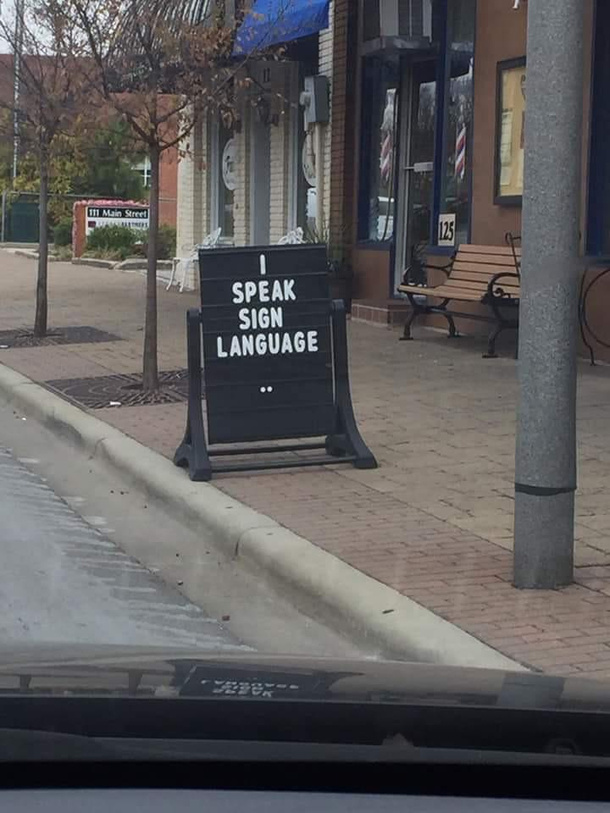 111 Main Street
I
SPEAK
SIGN
LANGUAGE
..
125